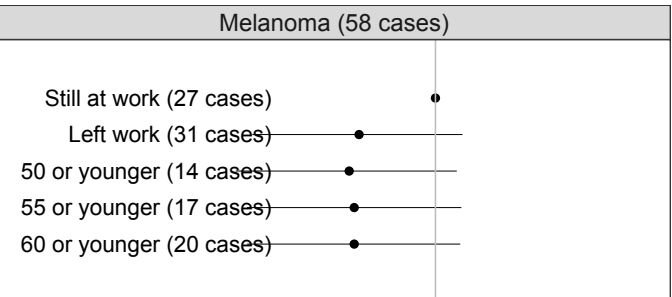 Melanoma (58 cases)
Still at work (27 cases)
Left work (31 cases)
50 or younger (14 cases)
55 or younger (17 cases)
60 or younger (20 cases)